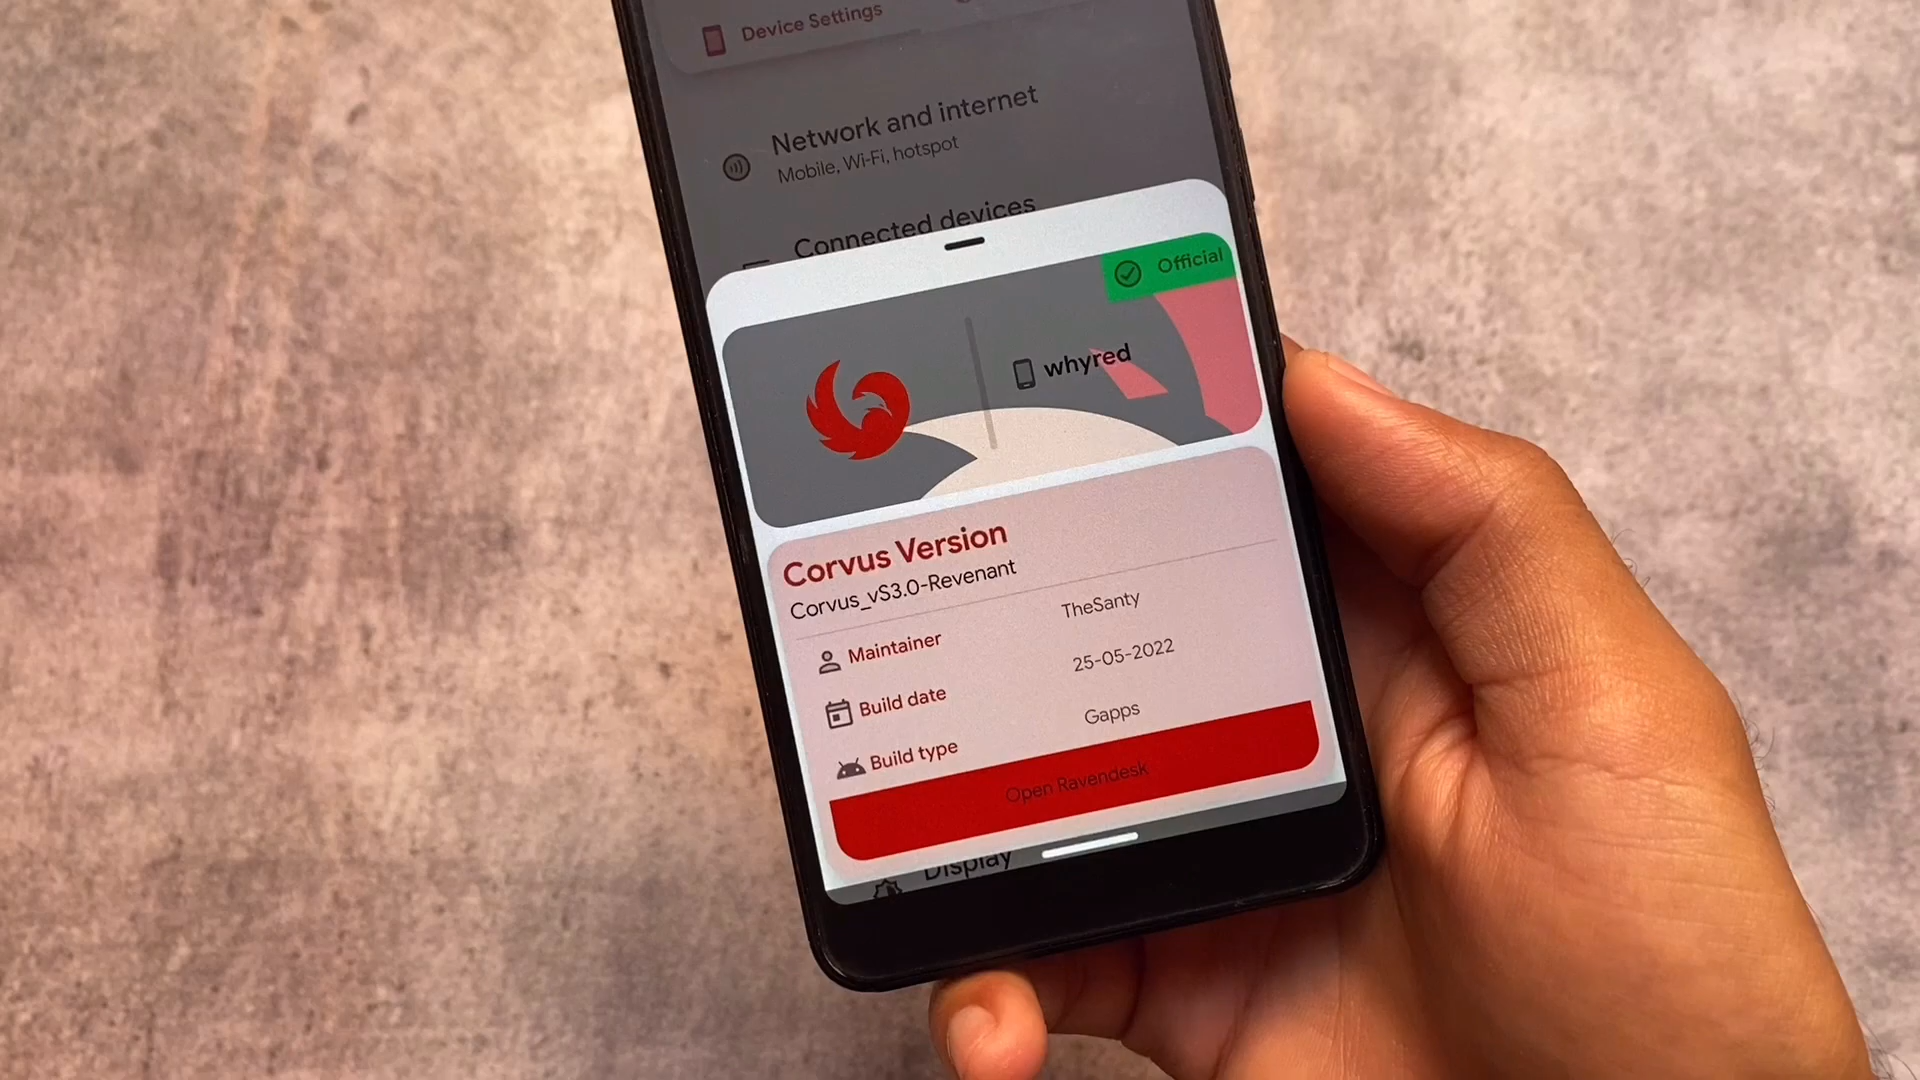 Device Settings
Network and internet
Mobile, Wi-Fi, hotspot
Connected devices
Official
whyred
Corvus Version
Corvus_vS3.0-Revenant
Maintainer
TheSanty
Build date
25-05-2022
Build type
Gapps
Open Ravendesk
Display